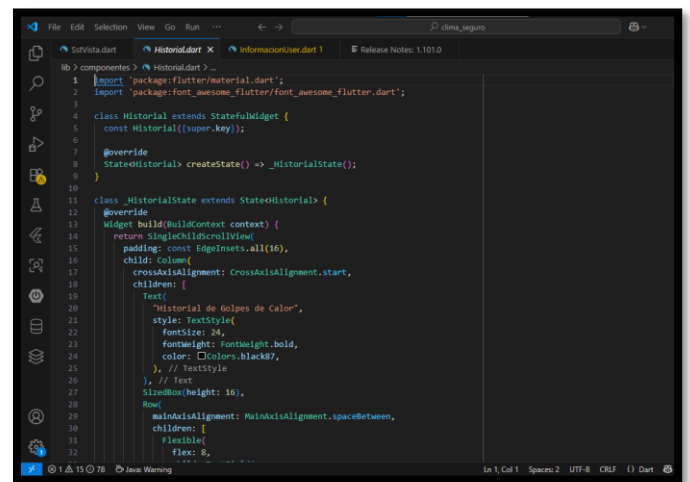 File Edit Selection View Go Run ... clima_seguro
SstVista.dart Historial.dart InformacionUser.dart 1 Release Notes: 1.101.0
lib > componentes > Historial.dart > ...
1 import 'package:flutter/material.dart';
2 import 'package:font_awesome_flutter/font_awesome_flutter.dart';
3
4 class Historial extends StatefulWidget {
5 const Historial({super.key});
6
7 @override
8 State<Historial> createState() => _HistorialState();
9 }
10
11 class _HistorialState extends State<Historial> {
12 @override
13 Widget build(BuildContext context) {
14 return SingleChildScrollView(
15 padding: const EdgeInsets.all(16),
16 child: Column(
17 crossAxisAlignment: CrossAxisAlignment.start,
18 children: [
19 Text(
20 "Historial de Golpes de Calor",
21 style: TextStyle(
22 fontSize: 24,
23 fontWeight: FontWeight.bold,
24 color: Colors.black87,
25 ), // TextStyle
26 ), // Text
27 SizedBox(height: 16),
28 Row(
29 mainAxisAlignment: MainAxisAlignment.spaceBetween,
30 children: [
31 Flexible(
32 flex: 8,
1 15 78 Java: Warning Ln 1, Col 1 Spaces: 2 UTF-8 CRLF {} Dart